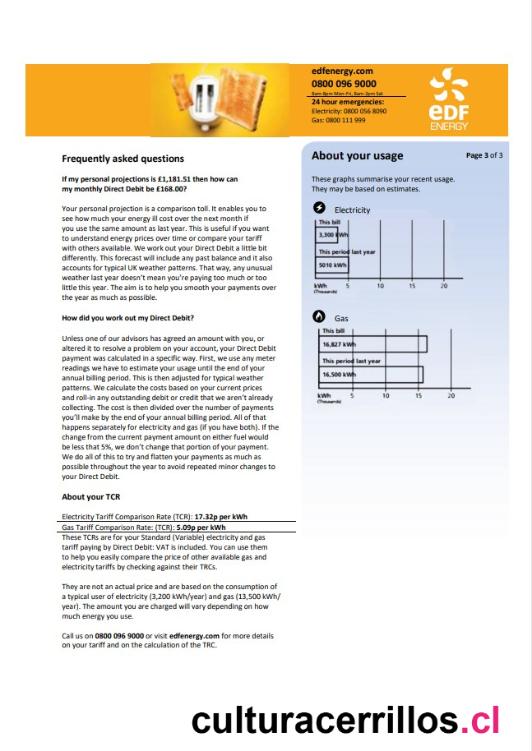 edfenergy.com
0800 096 9000
8am-8pm Mon-Fri, 8am-2pm Sat
24 hour emergencies:
Electricity: 0800 056 8090
Gas: 0800 111 999
eDF
ENERGY
Frequently asked questions
If my personal projections is £1,181.51 then how can
my monthly Direct Debit be £168.00?
Your personal projection is a comparison toll. It enables you to
see how much your energy ill cost over the next month if
you use the same amount as last year. This is useful if you want
to understand energy prices over time or compare your tariff
with others available. We work out your Direct Debit a little bit
differently. This forecast will include any past balance and it also
accounts for typical UK weather patterns. That way, any unusual
weather last year doesn't mean you're paying too much or too
little this year. The aim is to help you smooth your payments over
the year as much as possible.
How did you work out my Direct Debit?
Unless one of our advisors has agreed an amount with you, or
altered it to resolve a problem on your account, your Direct Debit
payment was calculated in a specific way. First, we use any meter
readings we have to estimate your usage until the end of your
annual billing period. This is then adjusted for typical weather
patterns. We calculate the costs based on your current prices
and roll-in any outstanding debt or credit that we aren't already
collecting. The cost is then divided over the number of payments
you'll make by the end of your annual billing period. All of that
happens separately for electricity and gas (if you have both). If the
change from the current payment amount on either fuel would
be less that 5%, we don't change that portion of your payment.
We do all of this to try and flatten your payments as much as
possible throughout the year to avoid repeated minor changes to
your Direct Debit.
About your TCR
Electricity Tariff Comparison Rate (TCR): 17.32p per kWh
Gas Tariff Comparison Rate: (TCR): 5.09p per kWh
These TCRs are for your Standard (Variable) electricity and gas
tariff paying by Direct Debit: VAT is included. You can use them
to help you easily compare the price of other available gas and
electricity tariffs by checking against their TRCs.
They are not an actual price and are based on the consumption of
a typical user of electricity (3,200 kWh/year) and gas (13,500 kWh/
year). The amount you are charged will vary depending on how
much energy you use.
Call us on 0800 096 9000 or visit edfenergy.com for more details
on your tariff and on the calculation of the TRC.
About your usage
Page 3 of 3
These graphs summarise your recent usage.
They may be based on estimates.
Electricity
This bill
3,300 kWh
This period last year
5010 kWh
kWh 5 10 15 20
(Thousands)
Gas
This bill
16,827 kWh
This period last year
16,500 kWh
kWh 5 10 15 20
(Thousands)
culturacerrillos.cl